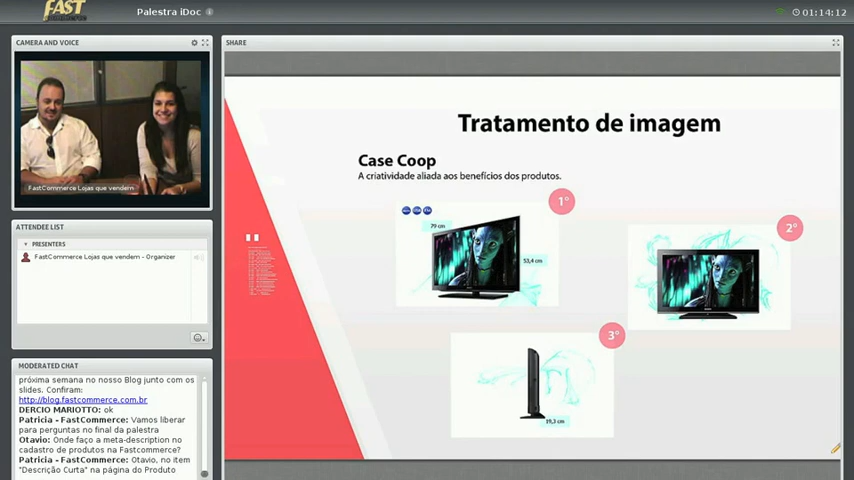 FAST
commerce
Palestra iDoc
01:14:12
CAMERA AND VOICE
FastCommerce Lojas que vendem
ATTENDEE LIST
PRESENTERS
FastCommerce Lojas que vendem - Organizer
MODERATED CHAT
próxima semana no nosso Blog junto com os
slides. Confiram:
http://blog.fastcommerce.com.br
DERCIO MARIOTTO: ok
Patricia - FastCommerce: Vamos liberar
para perguntas no final da palestra
Otavio: Onde faço a meta-description no
cadastro de produtos na Fastcommerce?
Patricia - FastCommerce: Otavio, no item
"Descrição Curta" na página do Produto
SHARE
Tratamento de imagem
Case Coop
A criatividade aliada aos benefícios dos produtos.
1º
79 cm
53,4 cm
2º
3º
19,3 cm